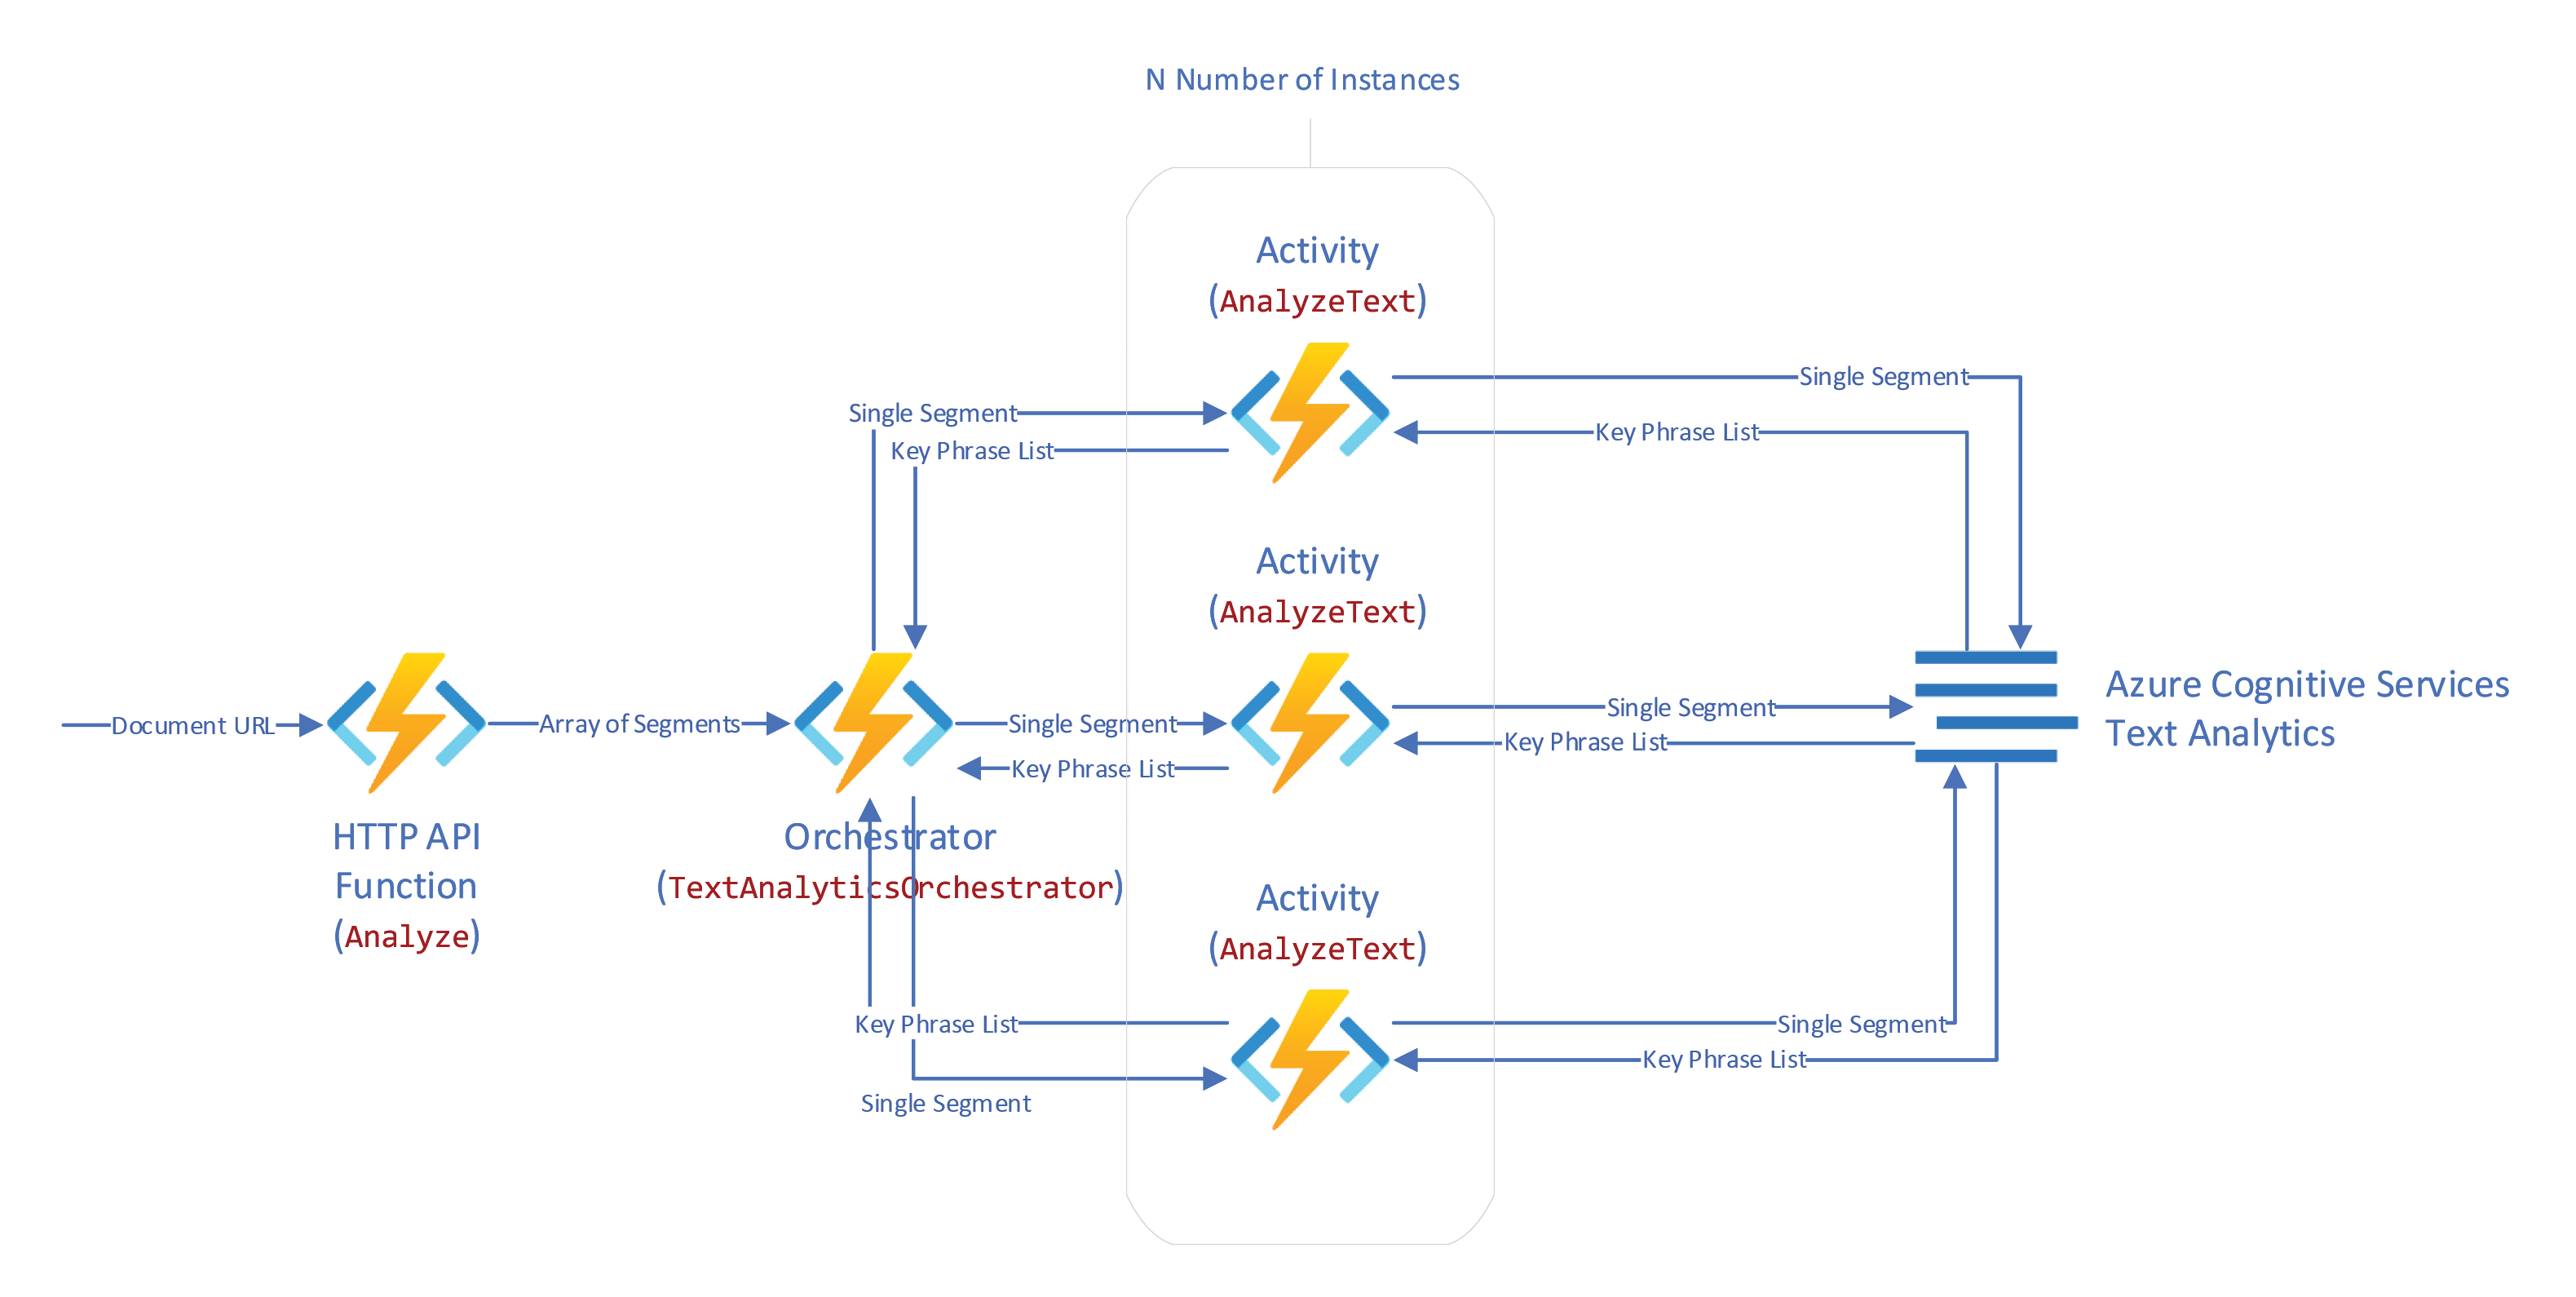 N Number of Instances
Activity
(AnalyzeText)
Single Segment
Single Segment
Key Phrase List
Key Phrase List
Activity
(AnalyzeText)
Document URL
Array of Segments
Single Segment
Key Phrase List
Single Segment
Key Phrase List
Azure Cognitive Services
Text Analytics
HTTP API
Function
(Analyze)
Orchestrator
(TextAnalyticsOrchestrator)
Activity
(AnalyzeText)
Key Phrase List
Single Segment
Single Segment
Key Phrase List